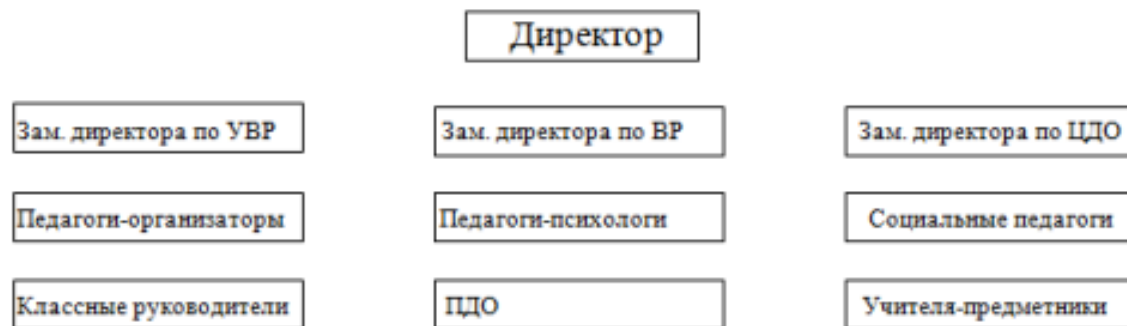 Директор
Зам. директора по УВР
Зам. директора по ВР
Зам. директора по ЦДО
Педагоги-организаторы
Педагоги-психологи
Социальные педагоги
Классные руководители
ПДО
Учителя-предметники